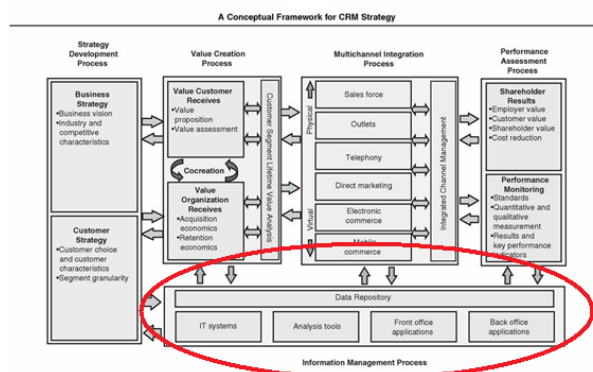 A Conceptual Framework for CRM Strategy
Strategy
Development
Process
Value Creation
Process
Multichannel Integration
Process
Performance
Assessment
Process
Business
Strategy
•Business vision
•Industry and
competitive
characteristics
Customer
Strategy
•Customer choice
and customer
characteristics
•Segment granularity
Value Customer
Receives
•Value
proposition
•Value assessment
Cocreation
Value
Organization
Receives
•Acquisition
economics
•Retention
economics
Customer Segment Lifetime Value Analysis
Physical
Virtual
Sales force
Outlets
Telephony
Direct marketing
Electronic
commerce
Mobile
commerce
Integrated Channel Management
Shareholder
Results
•Employer value
•Customer value
•Shareholder value
•Cost reduction
Performance
Monitoring
•Standards
•Quantitative and
qualitative
measurement
•Results and
key performance
indicators
Data Repository
IT systems
Analysis tools
Front office
applications
Back office
applications
Information Management Process